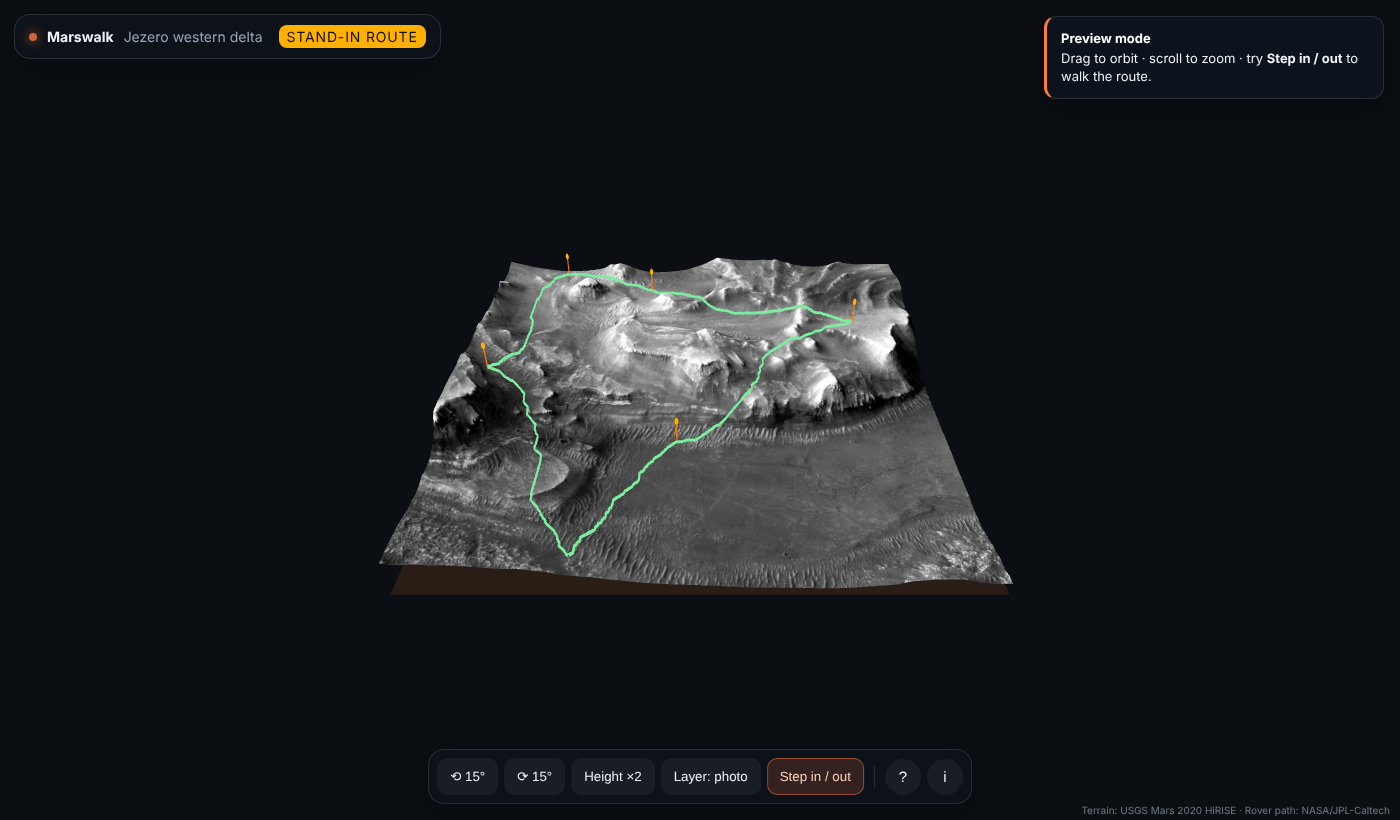 Marswalk Jezero western delta STAND-IN ROUTE
Preview mode
Drag to orbit · scroll to zoom · try Step in / out to
walk the route.
⟲ 15° ⟳ 15° Height ×2 Layer: photo Step in / out ? i
Terrain: USGS Mars 2020 HiRISE · Rover path: NASA/JPL-Caltech